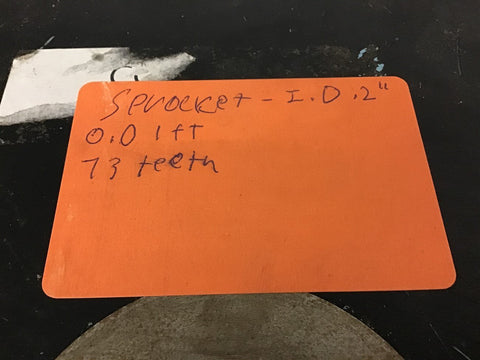 Sprocket - I.D.2"
O.D 1ft
73 teeth